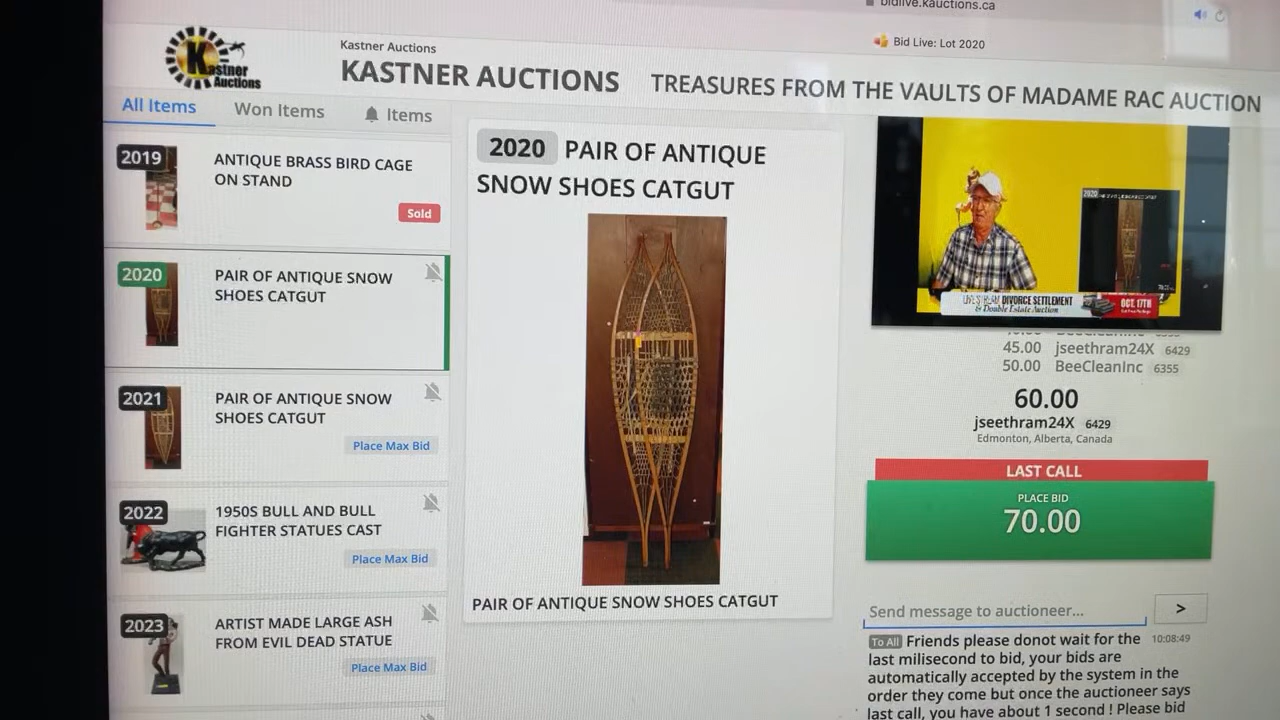 bidlive.kauctions.ca
Bid Live: Lot 2020
Kastner
Auctions
Kastner Auctions
KASTNER AUCTIONS
TREASURES FROM THE VAULTS OF MADAME RAC AUCTION
All Items
Won Items
Items
2019
ANTIQUE BRASS BIRD CAGE
ON STAND
Sold
2020
PAIR OF ANTIQUE SNOW
SHOES CATGUT
2021
PAIR OF ANTIQUE SNOW
SHOES CATGUT
Place Max Bid
2022
1950S BULL AND BULL
FIGHTER STATUES CAST
Place Max Bid
2023
ARTIST MADE LARGE ASH
FROM EVIL DEAD STATUE
Place Max Bid
2020 PAIR OF ANTIQUE
SNOW SHOES CATGUT
PAIR OF ANTIQUE SNOW SHOES CATGUT
2020
LIVESTREAM DIVORCE SETTLEMENT
& Double Estate Auction
OCT. 17TH
45.00 jseethram24X 6429
50.00 BeeCleanInc 6355
60.00
jseethram24X 6429
Edmonton, Alberta, Canada
LAST CALL
PLACE BID
70.00
Send message to auctioneer...
>
To All Friends please donot wait for the 10:08:49
last milisecond to bid, your bids are
automatically accepted by the system in the
order they come but once the auctioneer says
last call, you have about 1 second ! Please bid